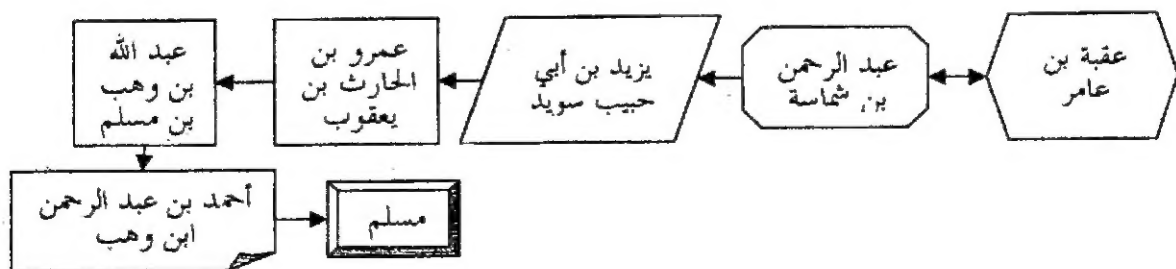 عقبة بن
عامر
عبد الرحمن
بن شماسة
يزيد بن أبي
حبيب سويد
عمرو بن
الحارث بن
يعقوب
عبد الله
بن وهب
بن مسلم
أحمد بن عبد الرحمن
ابن وهب
مسلم